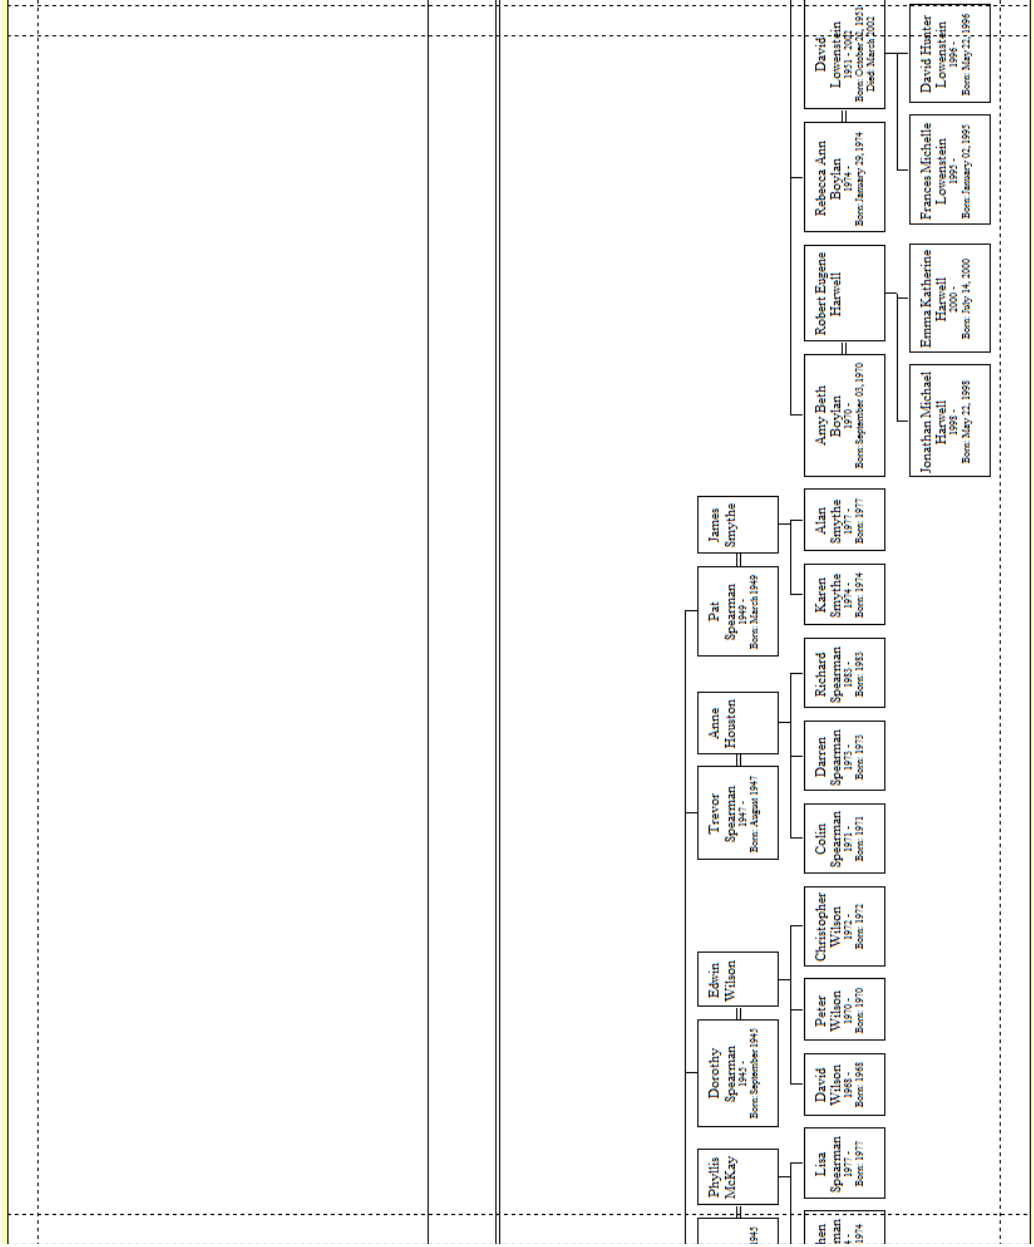 David
Lowenstein
1951 - 2002
Born: October 22, 1951
Died: March 2002
David Hunter
Lowenstein
1996 -
Born: May 22, 1996
Rebecca Ann
Boylan
1974 -
Born: January 29, 1974
Frances Michelle
Lowenstein
1995 -
Born: January 02, 1995
Robert Eugene
Harwell
Emma Katherine
Harwell
2000 -
Born: July 14, 2000
Amy Beth
Boylan
1970 -
Born: September 03, 1970
Jonathan Michael
Harwell
1998 -
Born: May 22, 1998
James
Smythe
Alan
Smythe
1977 -
Born: 1977
Pat
Spearman
1949 -
Born: March 1949
Karen
Smythe
1974 -
Born: 1974
Richard
Spearman
1983 -
Born: 1983
Anne
Houston
Darren
Spearman
1973 -
Born: 1973
Trevor
Spearman
1947 -
Born: August 1947
Colin
Spearman
1971 -
Born: 1971
Christopher
Wilson
1972 -
Born: 1972
Edwin
Wilson
Peter
Wilson
1970 -
Born: 1970
Dorothy
Spearman
1945 -
Born: September 1945
David
Wilson
1968 -
Born: 1968
Phyllis
McKay
Lisa
Spearman
1977 -
Born: 1977
1945
hen
man
1974